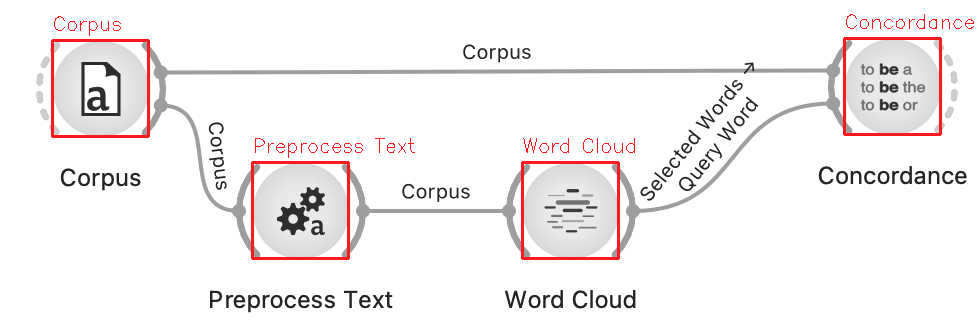 Corpus
Concordance
Corpus
to be a
to be the
to be or
a
Selected Words →
Query Word
Corpus
Preprocess Text
Word Cloud
Corpus
Concordance
Corpus
a
Preprocess Text
Word Cloud